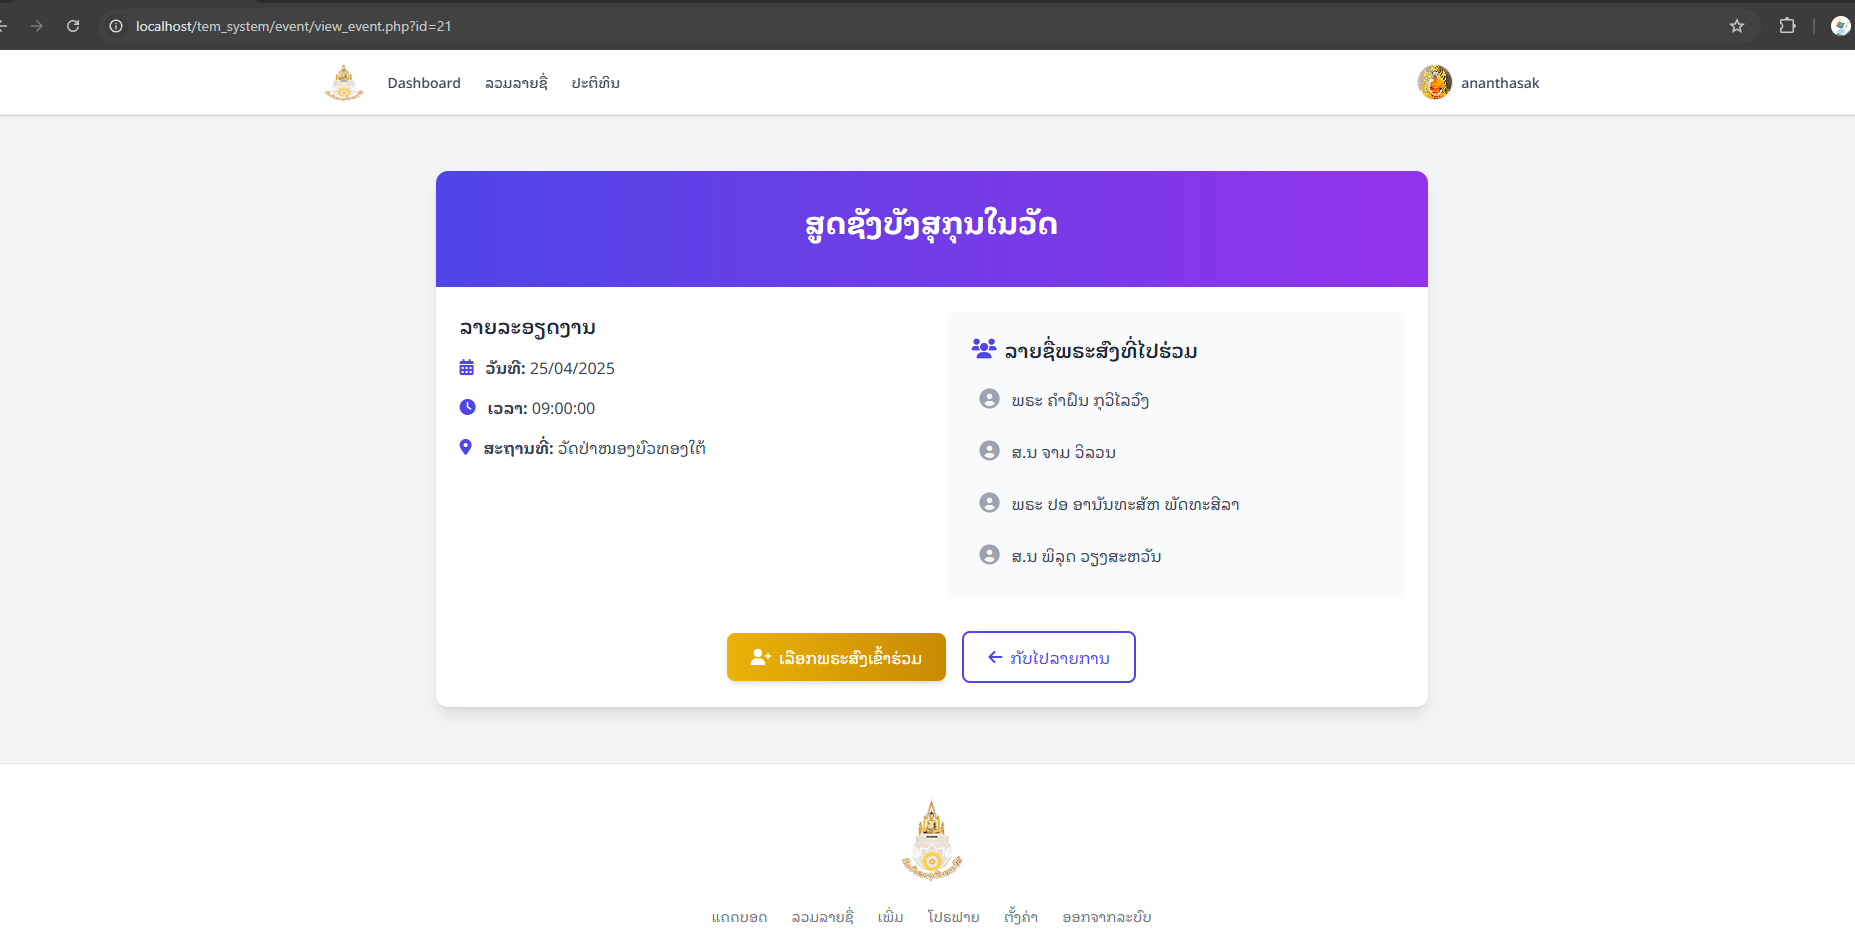 localhost/tem_system/event/view_event.php?id=21
Dashboard ລວມລາຍຊື່ ປະຕິທິນ
ananthasak
ສູດຊັງບັງສຸກຸນໃນວັດ
ລາຍລະອຽດງານ
ວັນທີ: 25/04/2025
ເວລາ: 09:00:00
ສະຖານທີ່: ວັດປ່າໜອງບົວທອງໃຕ້
ລາຍຊື່ພຣະສົງທີ່ໄປຮ່ວມ
ພຣະ ຄຳຝົນ ກຸວິໄລວົງ
ສ.ນ ຈາມ ວິລວນ
ພຣະ ປອ ອານັນທະສັຫ ພັດທະສີລາ
ສ.ນ ພິລຸດ ວຽງສະຫວັນ
ເລືອກພຣະສົງເຂົ້າຮ່ວມ
ກັບໄປລາຍການ
ແດດບອດ ລວມລາຍຊື່ ເພີ່ມ ໂປຣຟາຍ ຕັ້ງຄ່າ ອອກຈາກລະບົບ